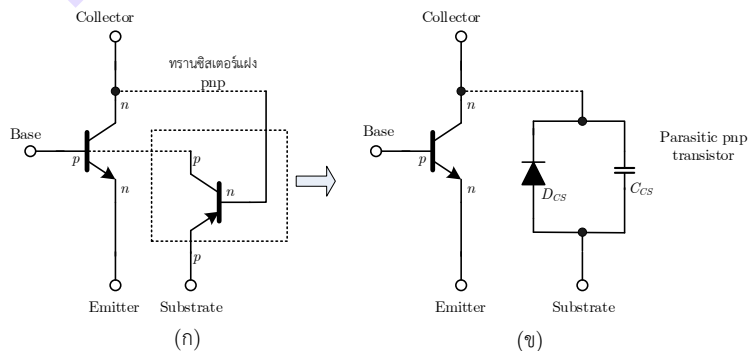 Collector
ทรานซิสเตอร์แฝง
pnp
n
Base
p
p
n
n
p
Emitter
Substrate
(ก)
Collector
n
Base
p
n
D_CS
C_CS
Parasitic pnp
transistor
Emitter
Substrate
(ข)